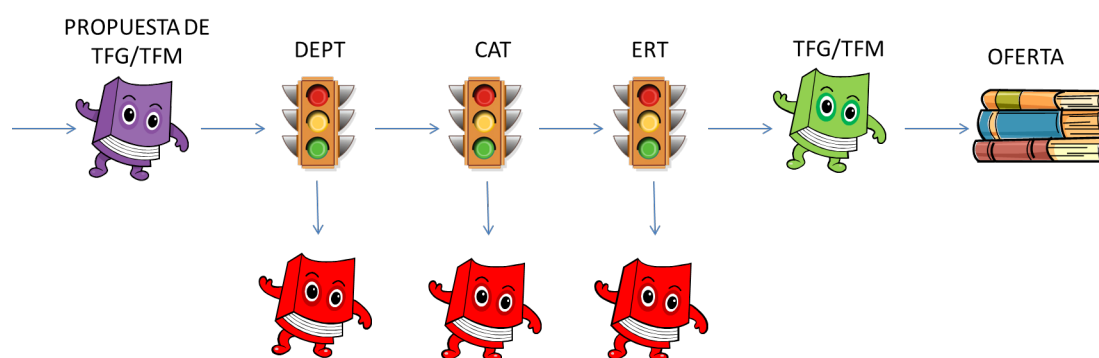 PROPUESTA DE
TFG/TFM
DEPT
CAT
ERT
TFG/TFM
OFERTA